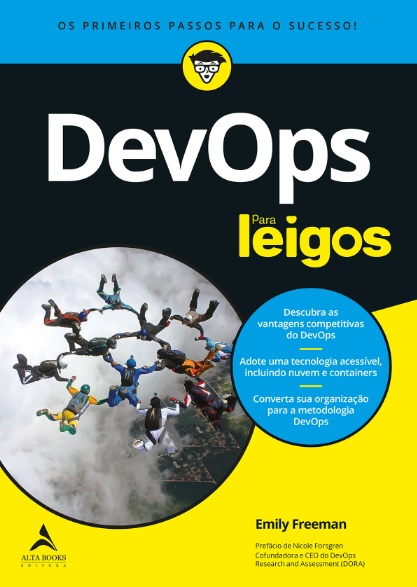 OS PRIMEIROS PASSOS PARA O SUCESSO!
DevOps
Para
leigos
Descubra as
vantagens competitivas
do DevOps
Adote uma tecnologia acessível,
incluindo nuvem e containers
Converta sua organização
para a metodologia
DevOps
Emily Freeman
Prefácio de Nicole Forsgren
Cofundadora e CEO do DevOps
Research and Assessment (DORA)
ALTA BOOKS
EDITORA